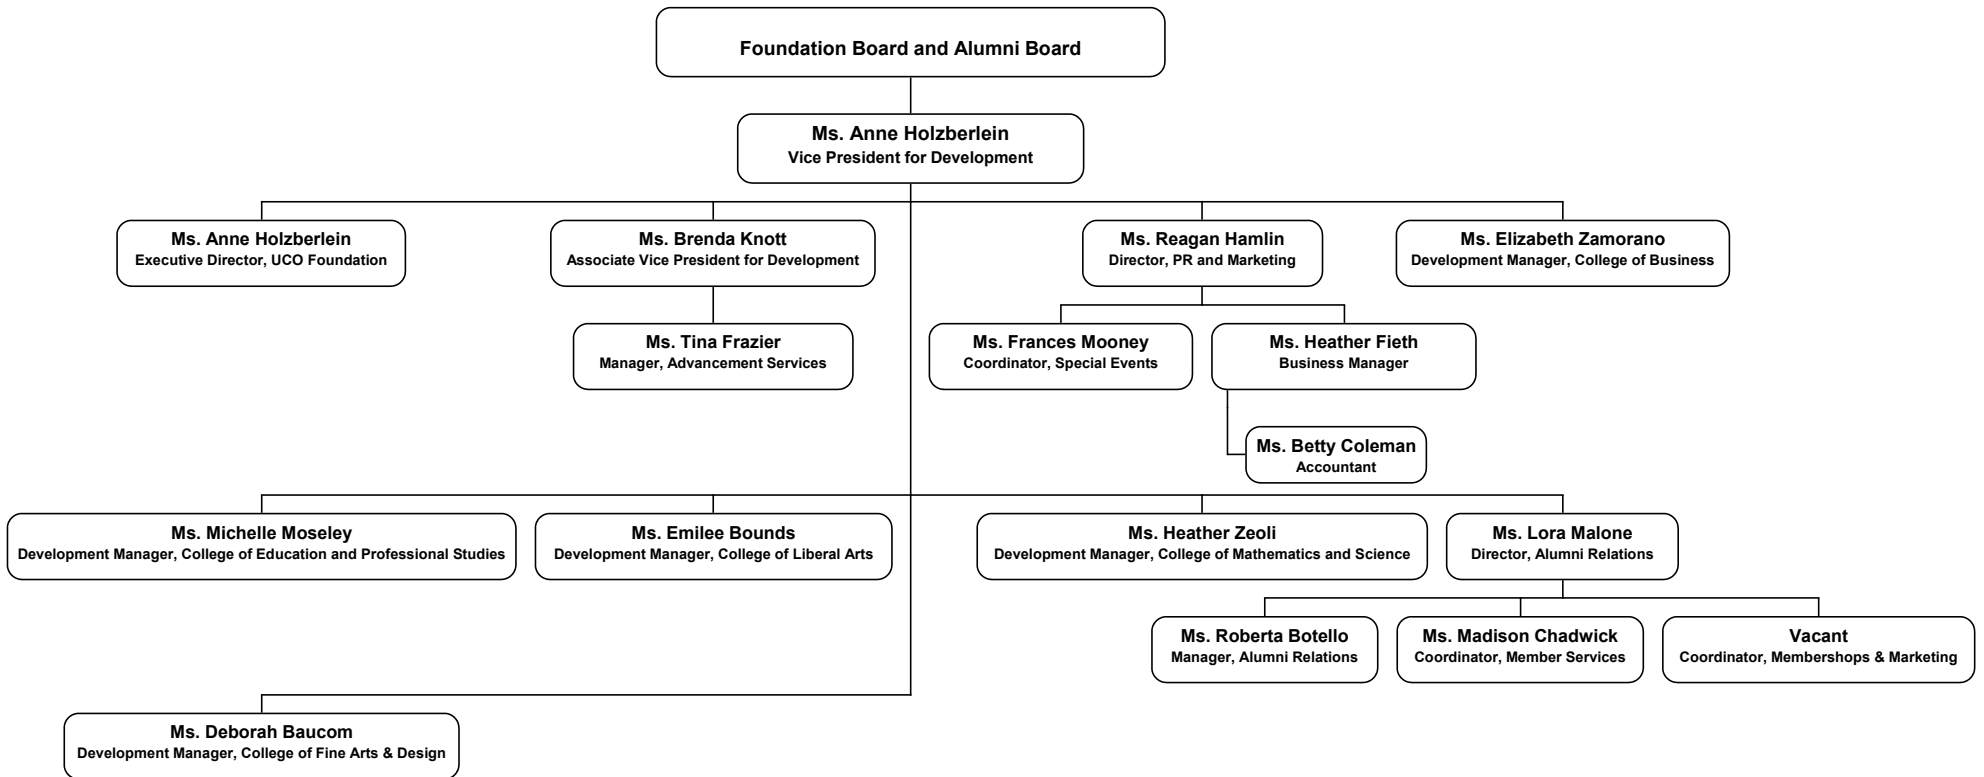 Foundation Board and Alumni Board
Ms. Anne Holzberlein
Vice President for Development
Ms. Anne Holzberlein
Executive Director, UCO Foundation
Ms. Brenda Knott
Associate Vice President for Development
Ms. Reagan Hamlin
Director, PR and Marketing
Ms. Elizabeth Zamorano
Development Manager, College of Business
Ms. Tina Frazier
Manager, Advancement Services
Ms. Frances Mooney
Coordinator, Special Events
Ms. Heather Fieth
Business Manager
Ms. Betty Coleman
Accountant
Ms. Michelle Moseley
Development Manager, College of Education and Professional Studies
Ms. Emilee Bounds
Development Manager, College of Liberal Arts
Ms. Heather Zeoli
Development Manager, College of Mathematics and Science
Ms. Lora Malone
Director, Alumni Relations
Ms. Roberta Botello
Manager, Alumni Relations
Ms. Madison Chadwick
Coordinator, Member Services
Vacant
Coordinator, Membershops & Marketing
Ms. Deborah Baucom
Development Manager, College of Fine Arts & Design